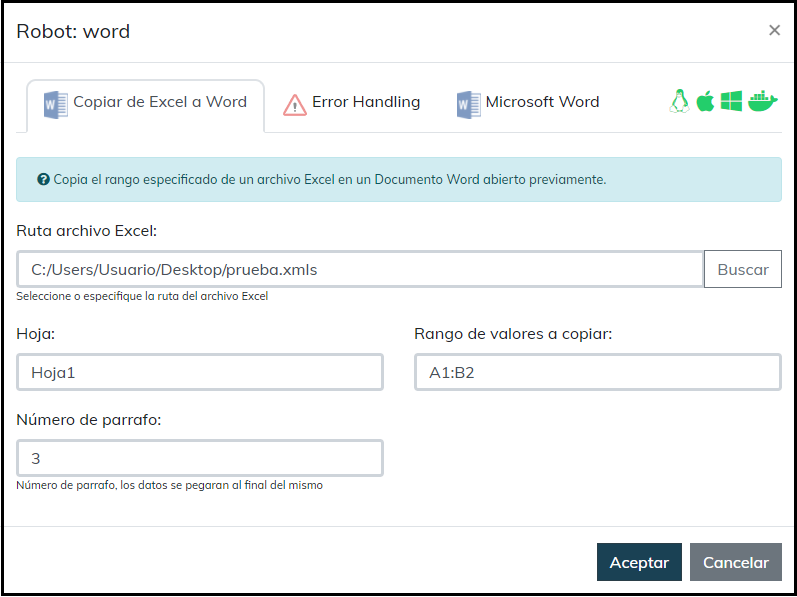 Robot: word
×
Copiar de Excel a Word
Error Handling
Microsoft Word
Copia el rango especificado de un archivo Excel en un Documento Word abierto previamente.
Ruta archivo Excel:
C:/Users/Usuario/Desktop/prueba.xmls
Buscar
Seleccione o especifique la ruta del archivo Excel
Hoja:
Rango de valores a copiar:
Hoja1
A1:B2
Número de parrafo:
3
Número de parrafo, los datos se pegaran al final del mismo
Aceptar
Cancelar